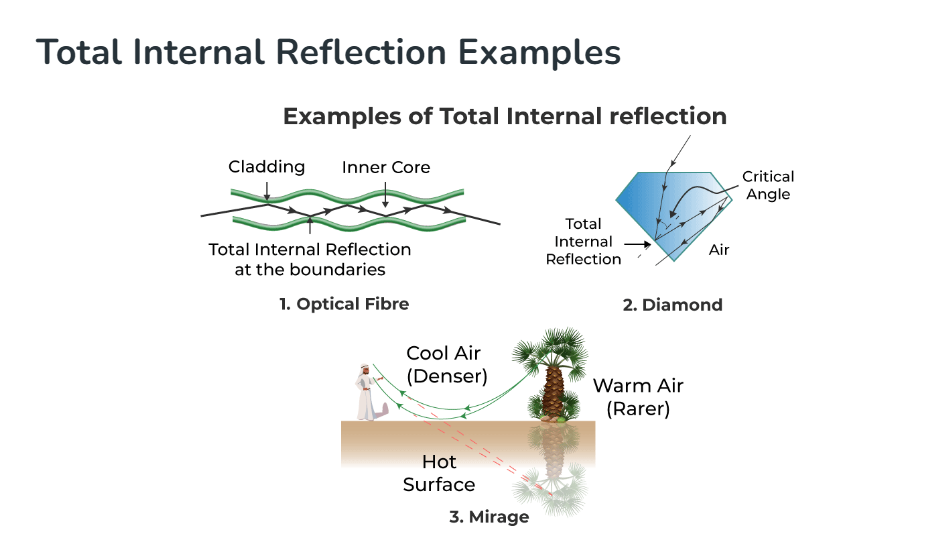 Total Internal Reflection Examples
Examples of Total Internal reflection
Cladding
Inner Core
Total Internal Reflection
at the boundaries
1. Optical Fibre
Critical
Angle
Total
Internal
Reflection
Air
2. Diamond
Cool Air
(Denser)
Warm Air
(Rarer)
Hot
Surface
3. Mirage